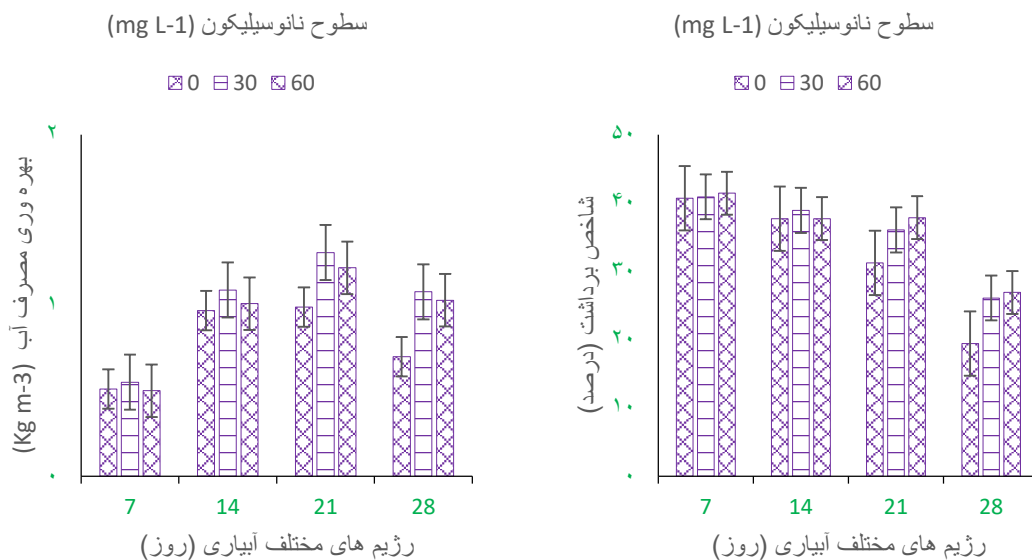 سطوح نانوسیلیکون (mg L-1)
0 30 60
۲
۱
۰
بهره وری مصرف آب (Kg m-3)
7 14 21 28
رژیم های مختلف آبیاری (روز)
سطوح نانوسیلیکون (mg L-1)
0 30 60
۵۰
۴۰
۳۰
۲۰
۱۰
۰
شاخص برداشت (درصد)
7 14 21 28
رژیم های مختلف آبیاری (روز)